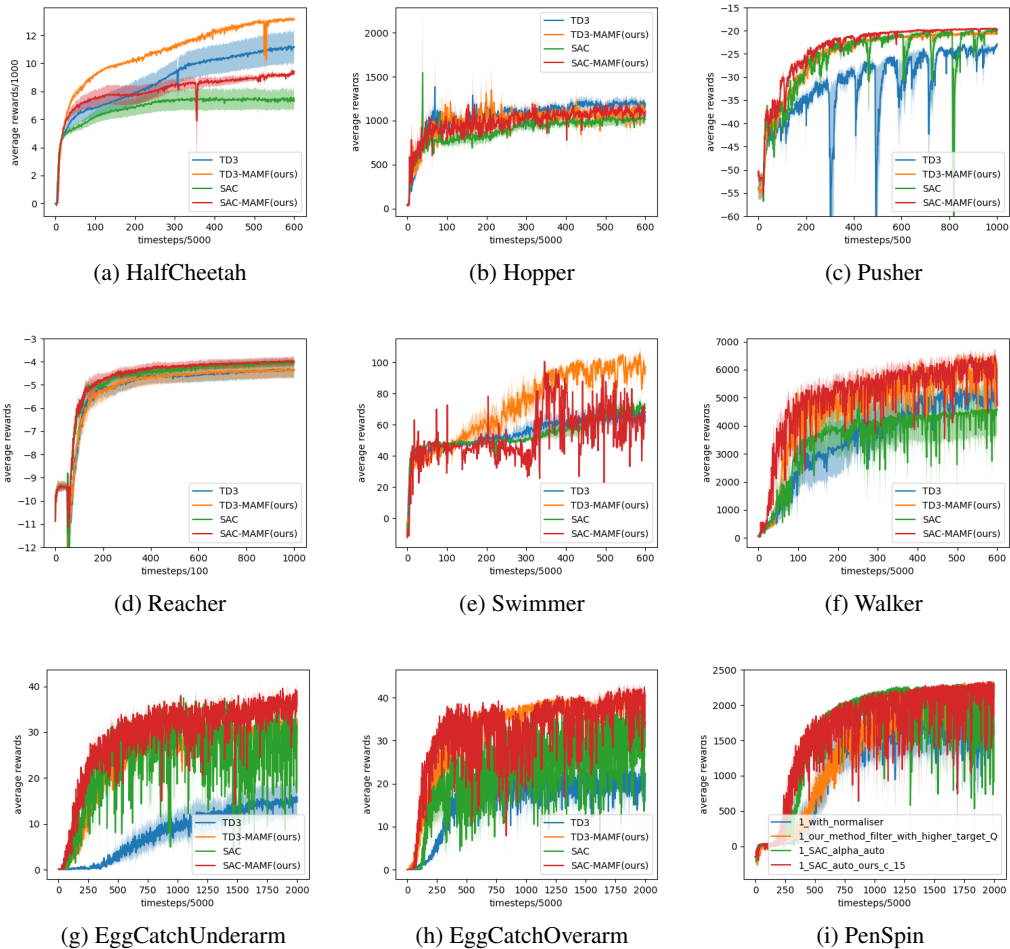 average rewards/1000
12
10
8
6
4
2
0
0 100 200 300 400 500 600
timesteps/5000
TD3
TD3-MAMF(ours)
SAC
SAC-MAMF(ours)
(a) HalfCheetah
average rewards
2000
1500
1000
500
0
0 100 200 300 400 500 600
timesteps/5000
TD3
TD3-MAMF(ours)
SAC
SAC-MAMF(ours)
(b) Hopper
average rewards
−15
−20
−25
−30
−35
−40
−45
−50
−55
−60
0 200 400 600 800 1000
timesteps/5000
TD3
TD3-MAMF(ours)
SAC
SAC-MAMF(ours)
(c) Pusher
average rewards
−3
−4
−5
−6
−7
−8
−9
−10
−11
−12
0 200 400 600 800 1000
timesteps/100
TD3
TD3-MAMF(ours)
SAC
SAC-MAMF(ours)
(d) Reacher
average rewards
100
80
60
40
20
0
0 100 200 300 400 500 600
timesteps/5000
TD3
TD3-MAMF(ours)
SAC
SAC-MAMF(ours)
(e) Swimmer
average rewards
7000
6000
5000
4000
3000
2000
1000
0
0 100 200 300 400 500 600
timesteps/5000
TD3
TD3-MAMF(ours)
SAC
SAC-MAMF(ours)
(f) Walker
average rewards
40
30
20
10
0
0 250 500 750 1000 1250 1500 1750 2000
timesteps/5000
TD3
TD3-MAMF(ours)
SAC
SAC-MAMF(ours)
(g) EggCatchUnderarm
average rewards
40
30
20
10
0
0 250 500 750 1000 1250 1500 1750 2000
timesteps/5000
TD3
TD3-MAMF(ours)
SAC
SAC-MAMF(ours)
(h) EggCatchOverarm
average rewards
2500
2000
1500
1000
500
0
0 250 500 750 1000 1250 1500 1750 2000
timesteps/5000
1_with_normaliser
1_our_method_filter_with_higher_target_Q
1_SAC_alpha_auto
1_SAC_auto_ours_c_15
(i) PenSpin